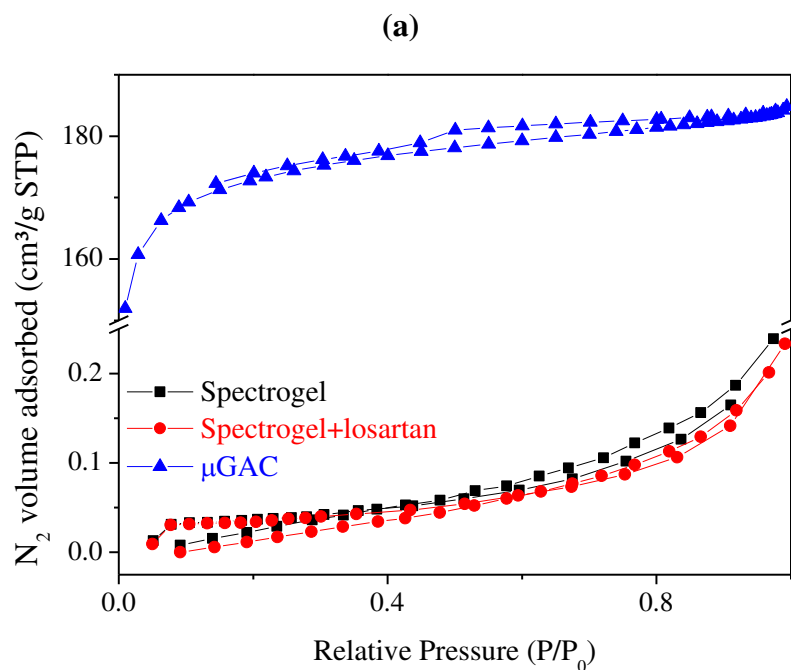 (a)
N₂ volume adsorbed (cm³/g STP)
180
160
0.2
0.1
0.0
Spectrogel
Spectrogel+losartan
µGAC
0.0
0.4
0.8
Relative Pressure (P/P₀)